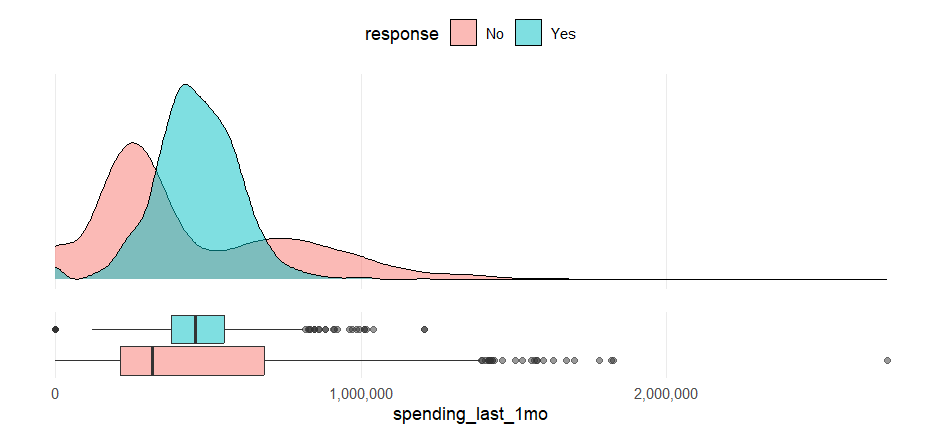 response No Yes
0 1,000,000 2,000,000
spending_last_1mo